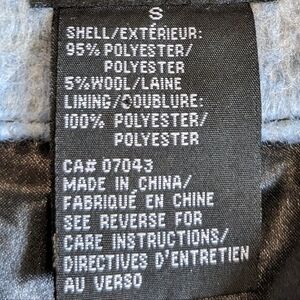 S
SHELL/EXTÉRIEUR:
95% POLYESTER/
POLYESTER
5% WOOL/LAINE
LINING/DOUBLURE:
100% POLYESTER/
POLYESTER
CA# 07043
MADE IN CHINA/
FABRIQUÉ EN CHINE
SEE REVERSE FOR
CARE INSTRUCTIONS/
DIRECTIVES D'ENTRETIEN
AU VERSO